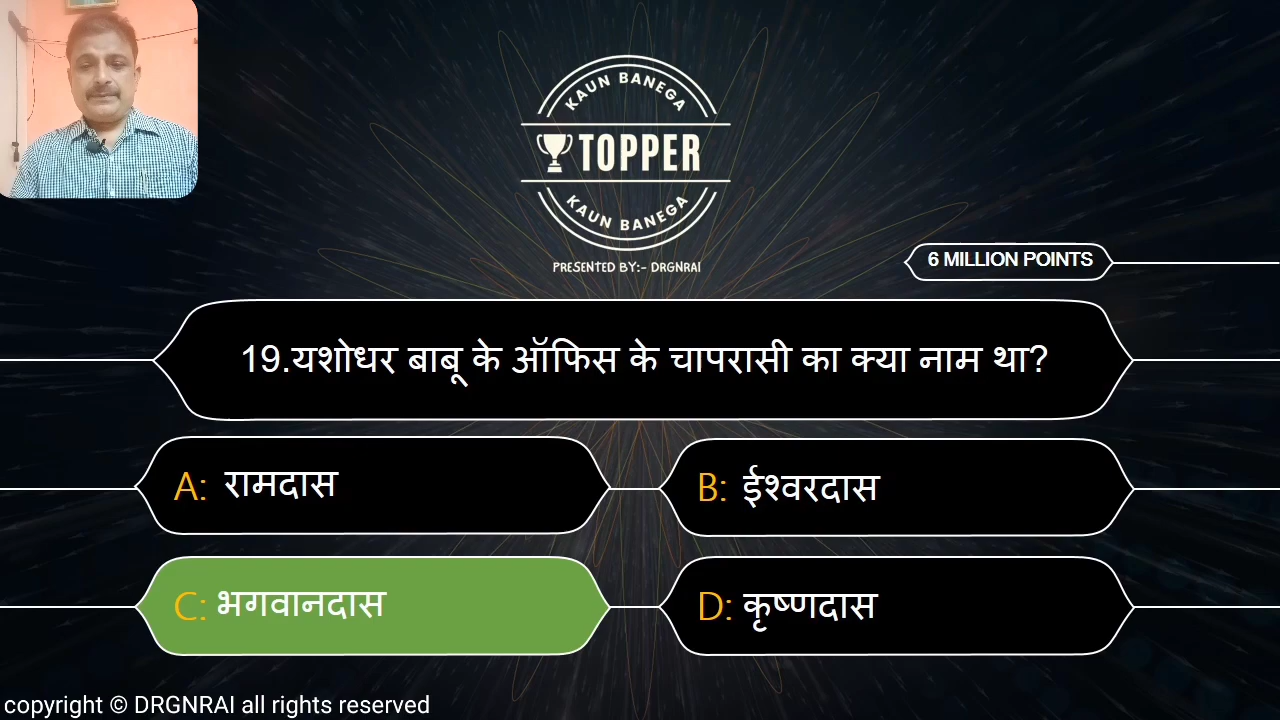 KAUN BANEGA
TOPPER
KAUN BANEGA
PRESENTED BY:- DRGNRAI
6 MILLION POINTS
19.यशोधर बाबू के ऑफिस के चापरासी का क्या नाम था?
A: रामदास
B: ईश्वरदास
C: भगवानदास
D: कृष्णदास
copyright © DRGNRAI all rights reserved